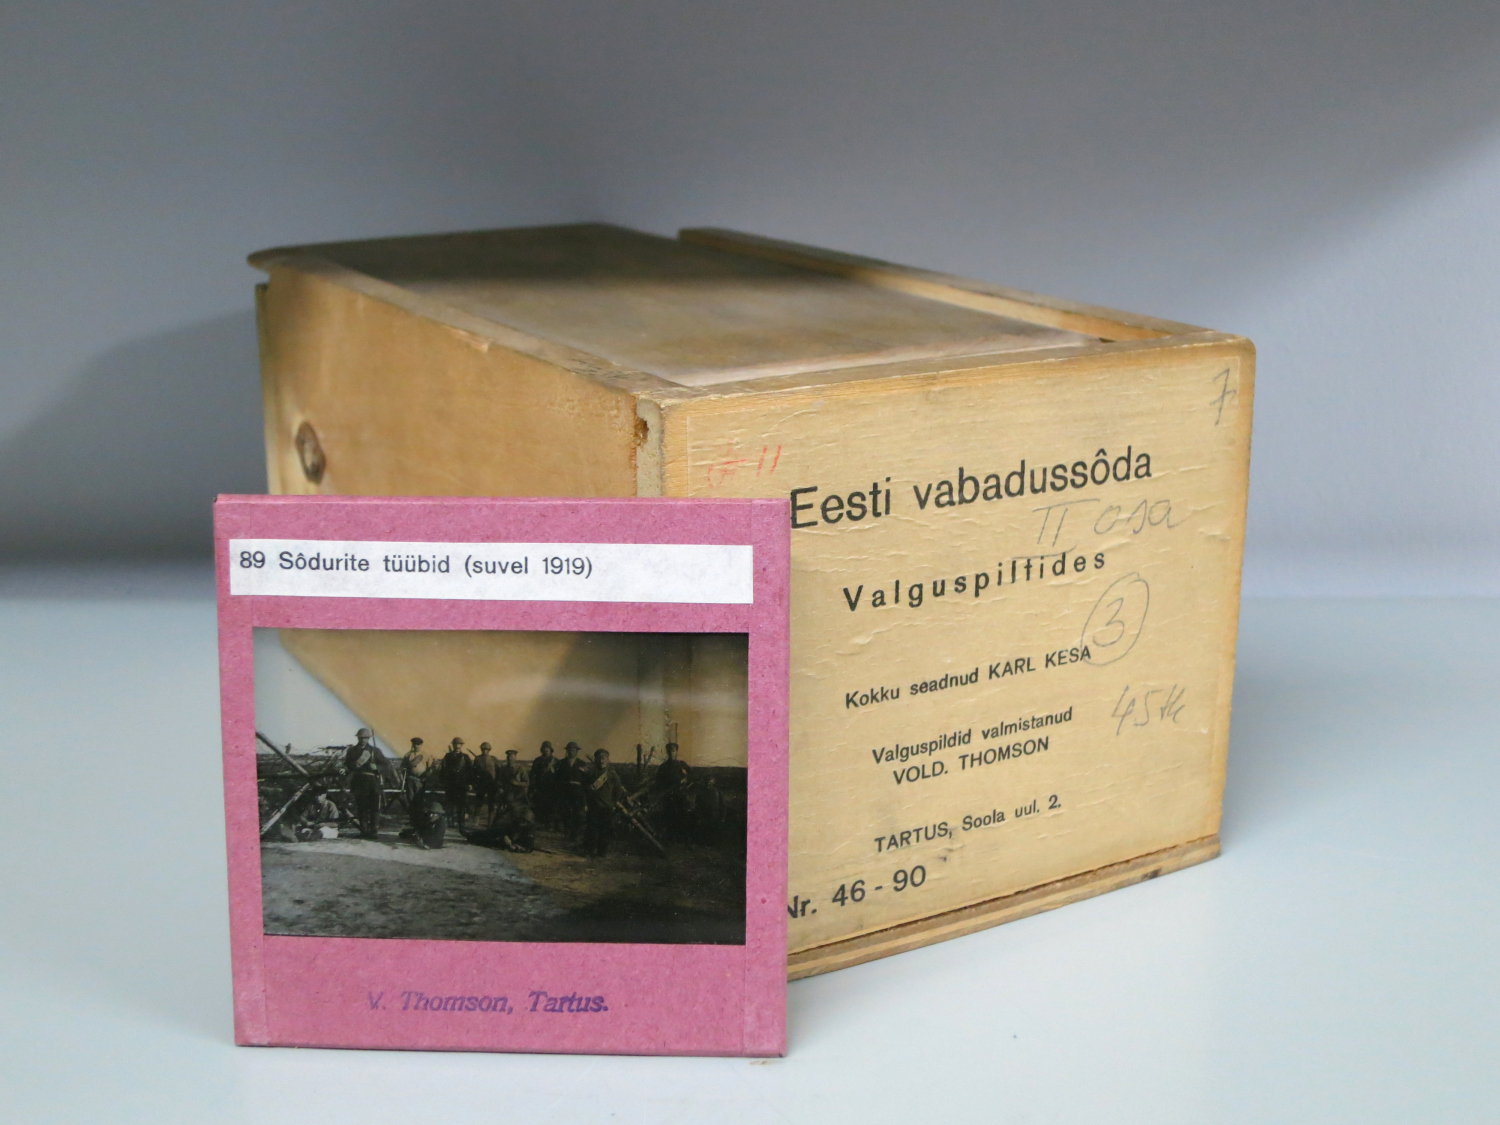 89 Sôdurite tüübid (suvel 1919)
V. Thomson, Tartus.
7
Eesti vabadussôda
II osa
Valguspiltides
3
Kokku seadnud KARL KESA
45 tk
Valguspildid valmistanud
VOLD. THOMSON
TARTUS, Soola uul. 2.
Nr. 46 - 90